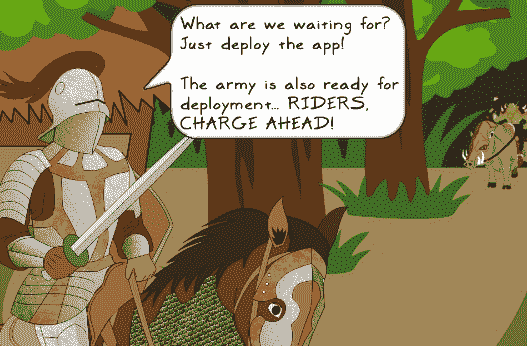 What are we waiting for?
Just deploy the app!
The army is also ready for
deployment... RIDERS,
CHARGE AHEAD!